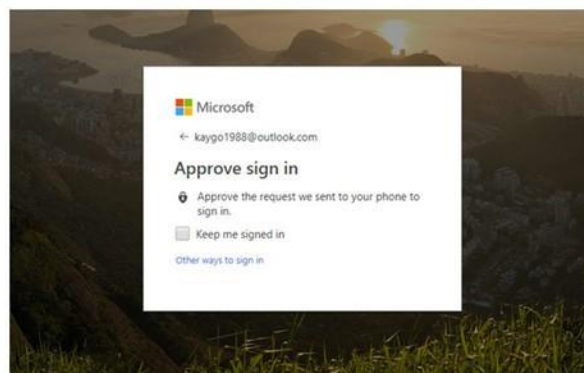 Microsoft
← kaygo1988@outlook.com
Approve sign in
Approve the request we sent to your phone to
sign in.
Keep me signed in
Other ways to sign in